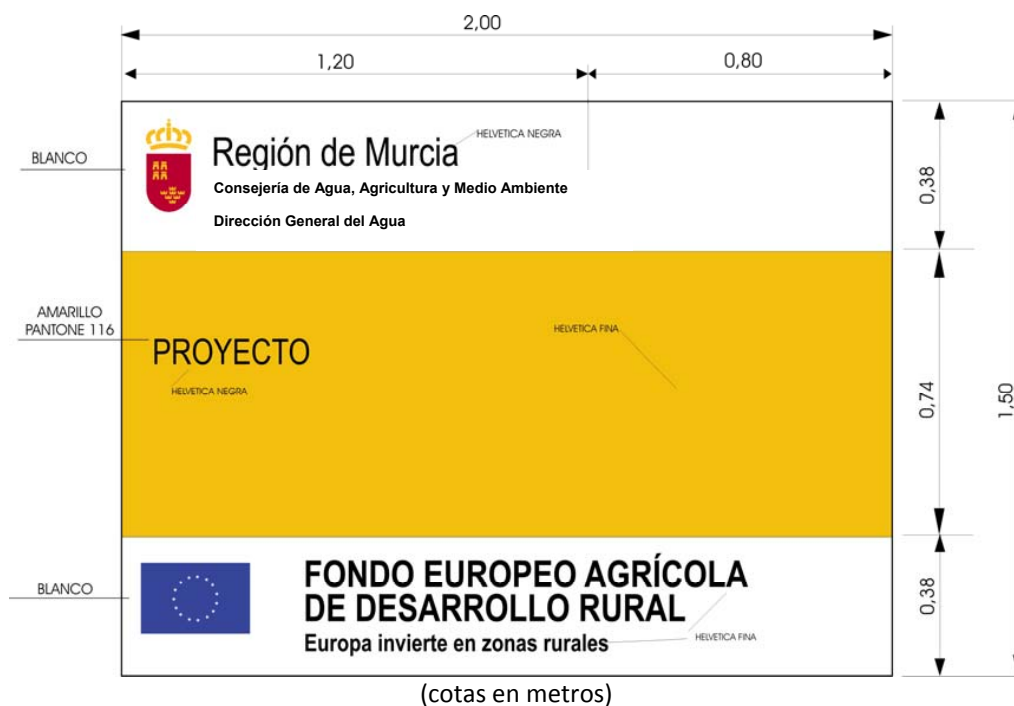 2,00
1,20
0,80
HELVETICA NEGRA
Región de Murcia
BLANCO
Consejería de Agua, Agricultura y Medio Ambiente
Dirección General del Agua
0,38
AMARILLO
PANTONE 116
HELVETICA FINA
PROYECTO
HELVETICA NEGRA
0,74
1,50
BLANCO
FONDO EUROPEO AGRÍCOLA
DE DESARROLLO RURAL
Europa invierte en zonas rurales
HELVETICA FINA
0,38
(cotas en metros)